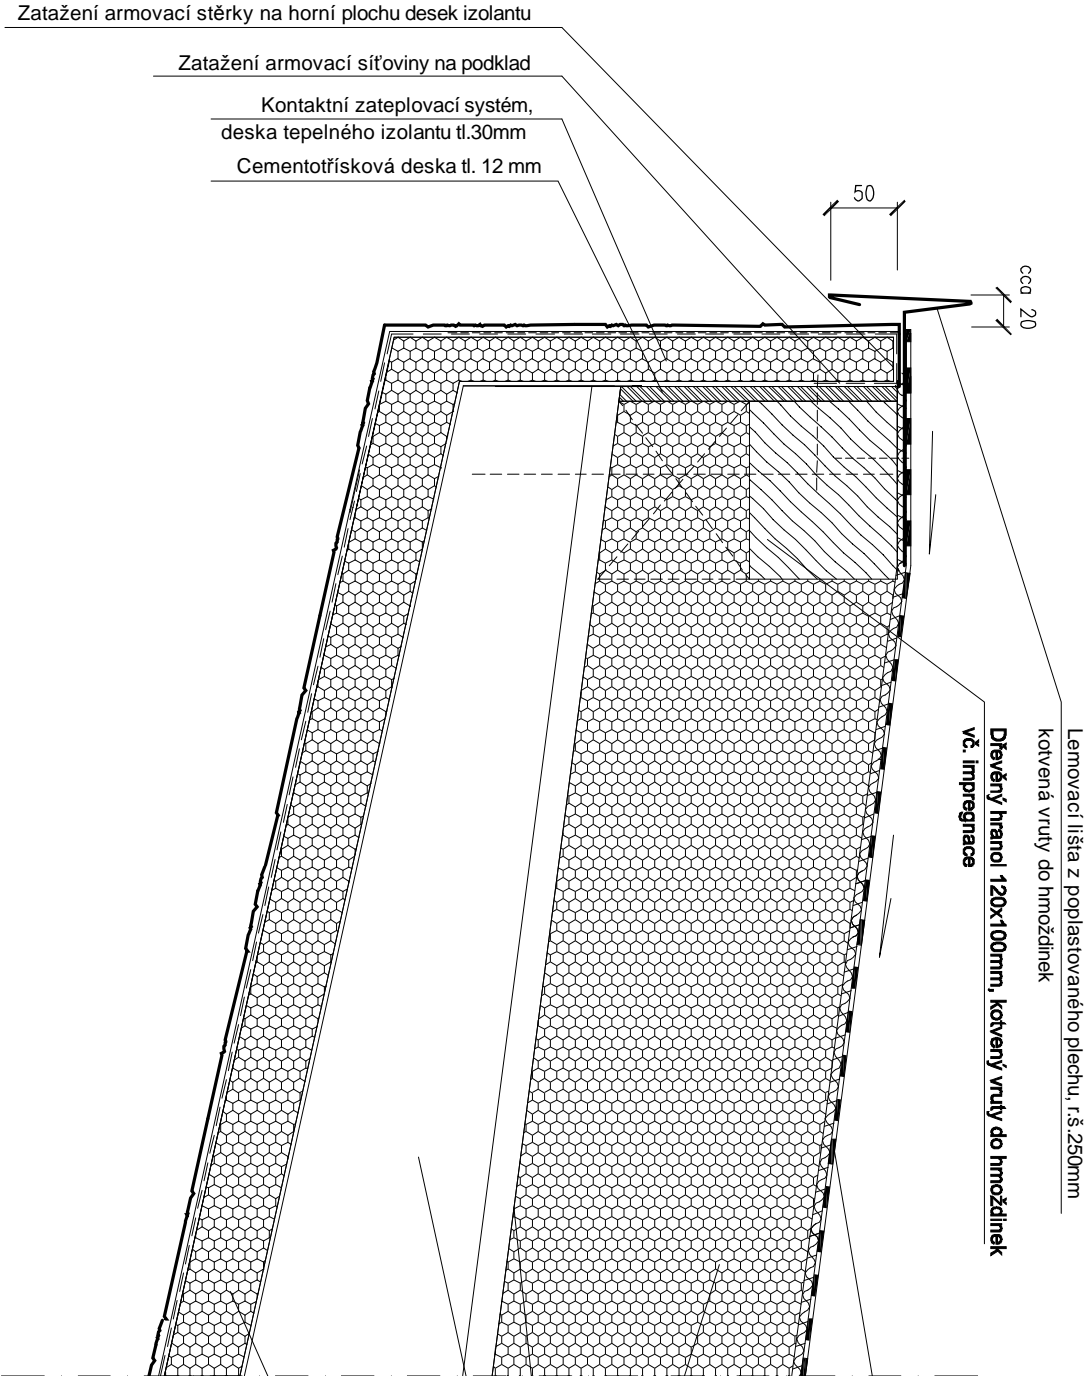 Zatažení armovací stěrky na horní plochu desek izolantu
Zatažení armovací síťoviny na podklad
Kontaktní zateplovací systém,
deska tepelného izolantu tl.30mm
Cementotřísková deska tl. 12 mm
50
cca 20
Lemovací lišta z poplastovaného plechu, r.š.250mm
kotvená vruty do hmoždinek
Dřevěný hranol 120x100mm, kotvený vruty do hmoždinek
vč. impregnace